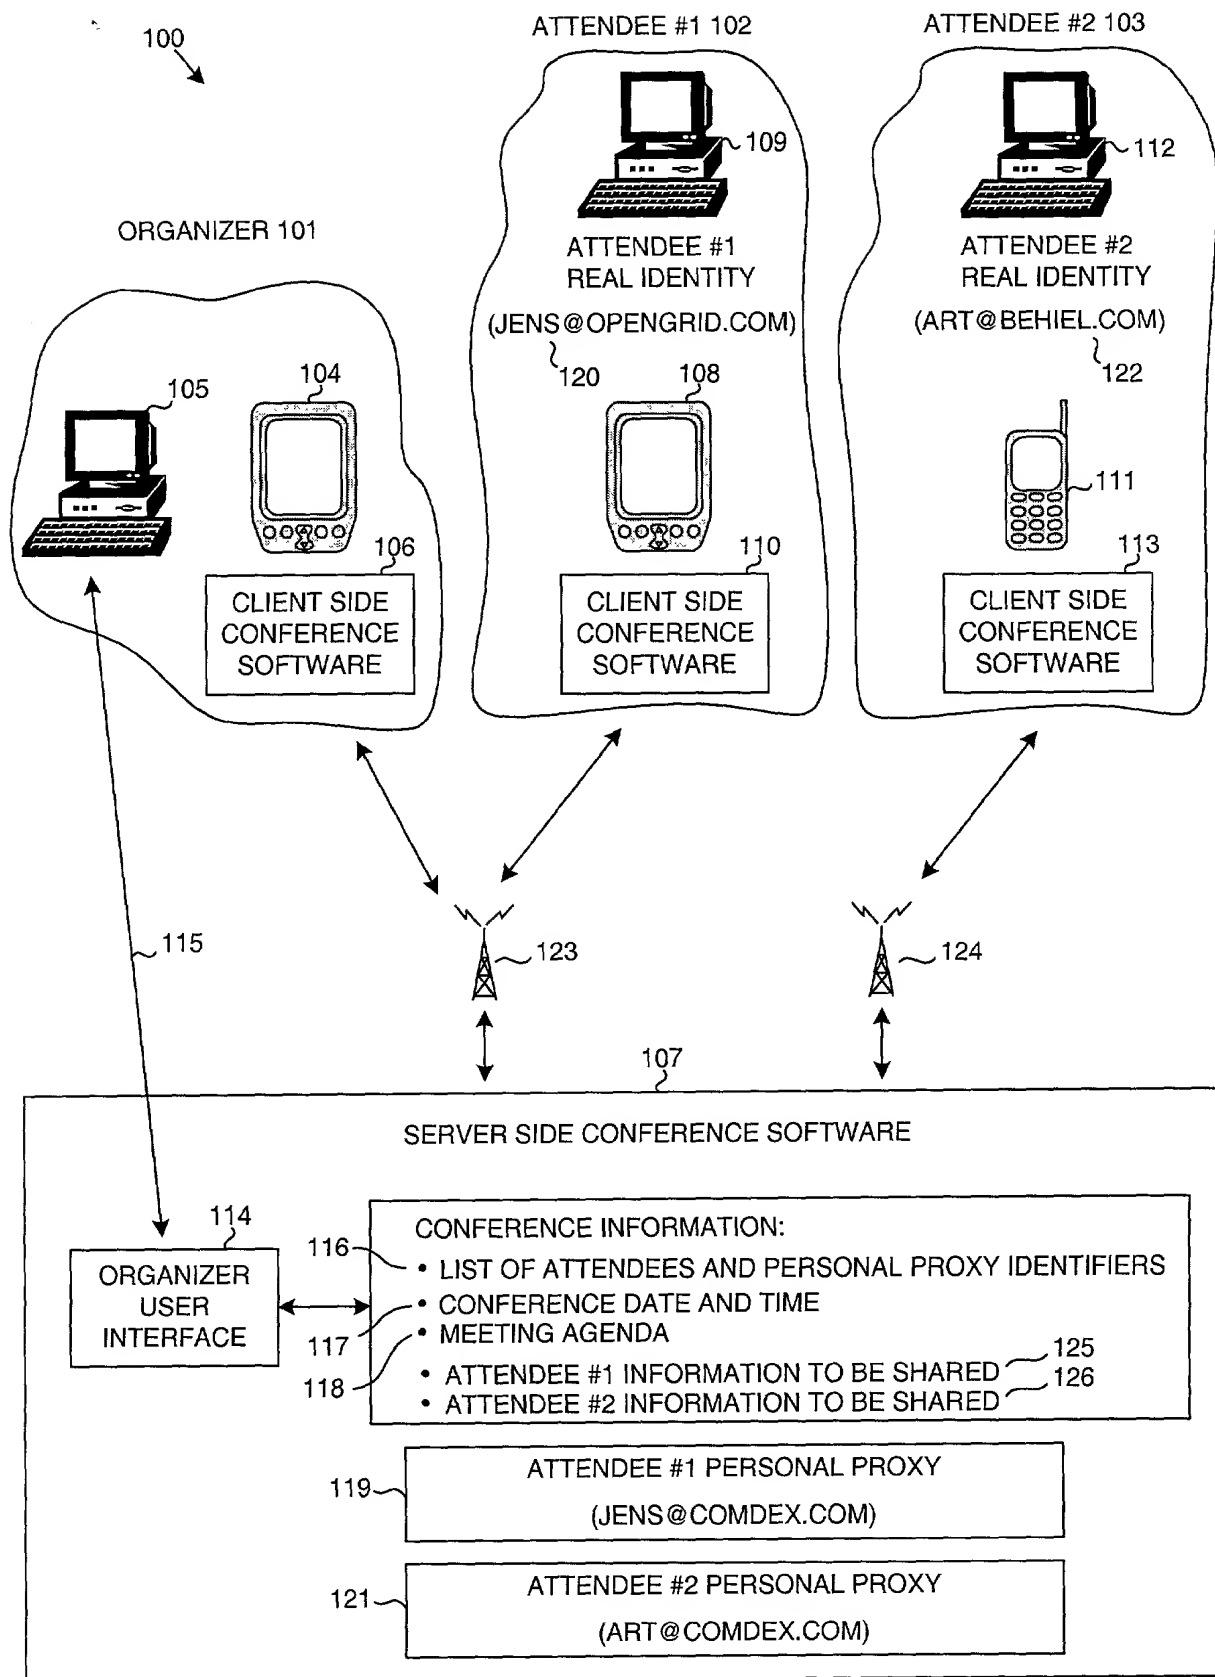 100
ATTENDEE #1 102
ATTENDEE #2 103
109
112
ORGANIZER 101
ATTENDEE #1
REAL IDENTITY
(JENS@OPENGRID.COM)
120
ATTENDEE #2
REAL IDENTITY
(ART@BEHIEL.COM)
122
105
104
108
111
106
CLIENT SIDE
CONFERENCE
SOFTWARE
110
CLIENT SIDE
CONFERENCE
SOFTWARE
113
CLIENT SIDE
CONFERENCE
SOFTWARE
115
123
124
107
SERVER SIDE CONFERENCE SOFTWARE
114
ORGANIZER
USER
INTERFACE
CONFERENCE INFORMATION:
116
• LIST OF ATTENDEES AND PERSONAL PROXY IDENTIFIERS
117
• CONFERENCE DATE AND TIME
118
• MEETING AGENDA
• ATTENDEE #1 INFORMATION TO BE SHARED 125
• ATTENDEE #2 INFORMATION TO BE SHARED 126
119
ATTENDEE #1 PERSONAL PROXY
(JENS@COMDEX.COM)
121
ATTENDEE #2 PERSONAL PROXY
(ART@COMDEX.COM)